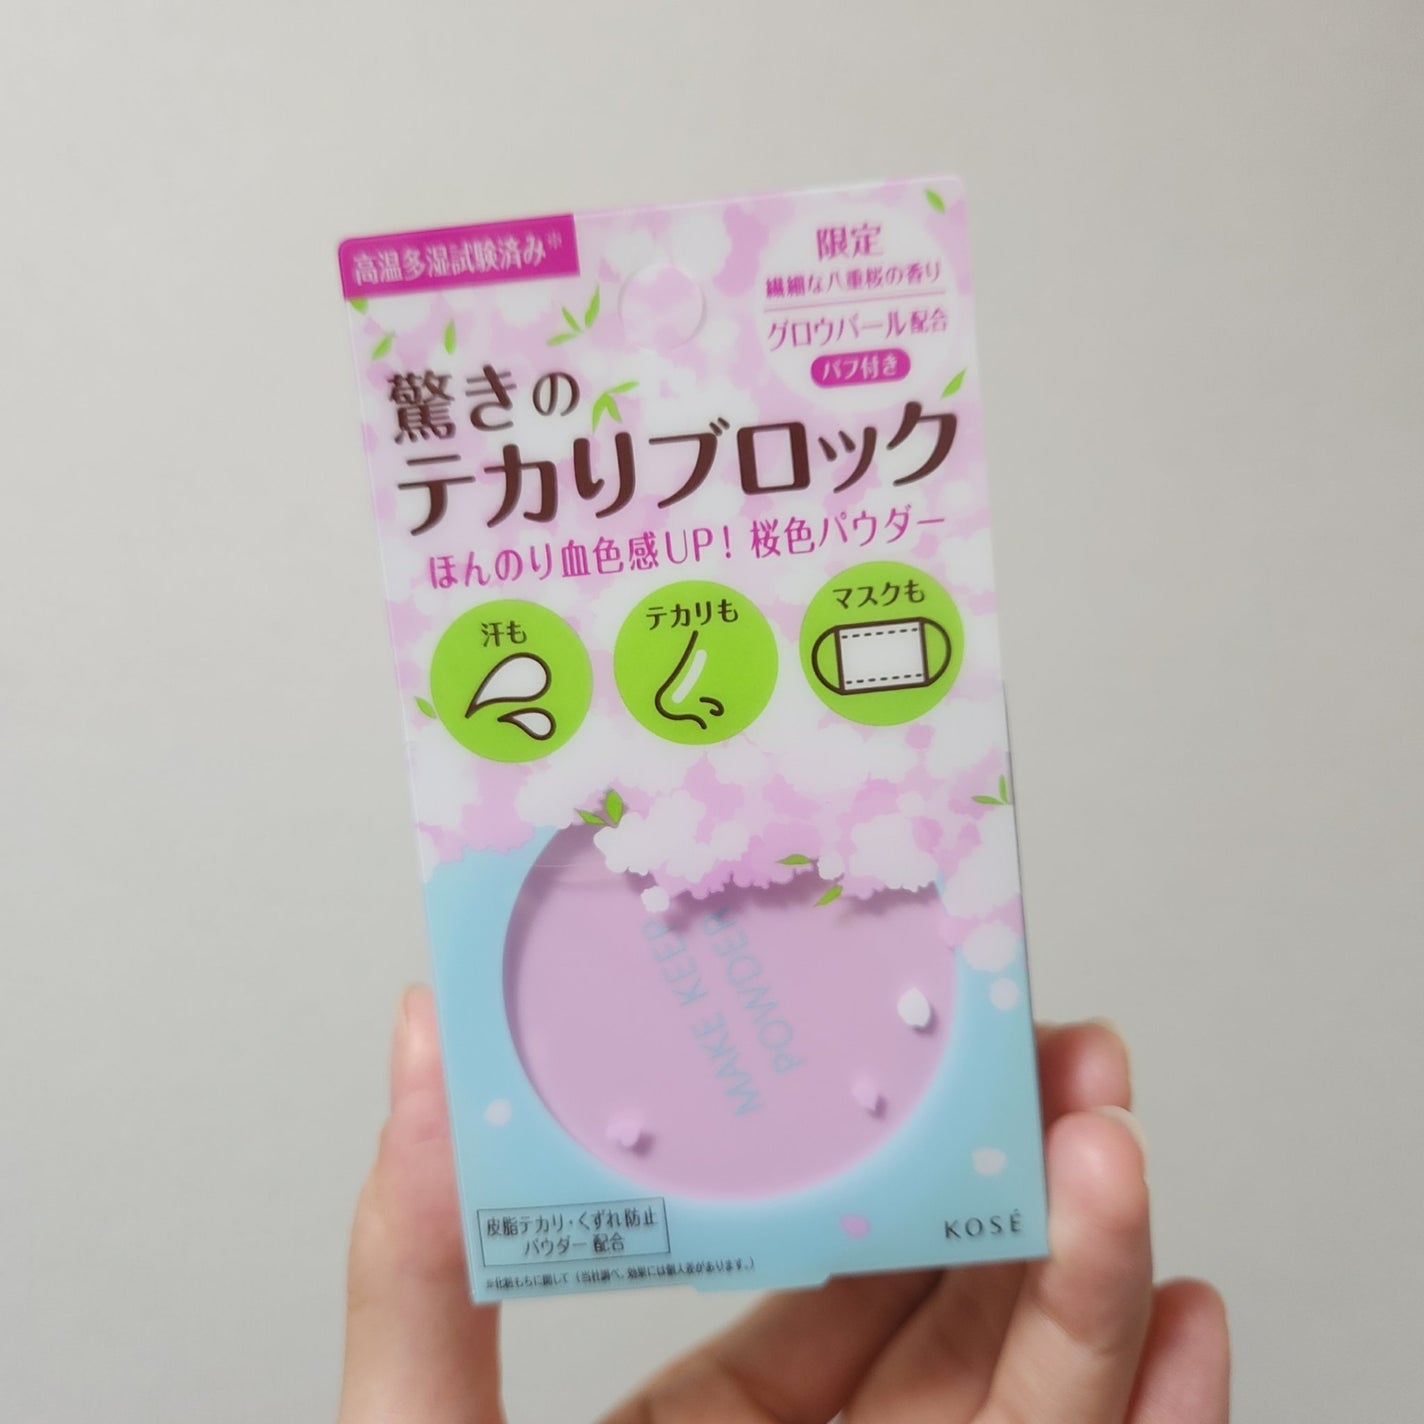 高温多湿試験済み※
限定
繊細な八重桜の香り
グロウパール配合
パフ付き
驚きの
テカリブロック
ほんのり血色感UP！桜色パウダー
汗も
テカリも
マスクも
MAKE KEEP
POWDER
皮脂テカリ・くずれ防止
パウダー配合
KOSÉ
※化粧もちに関して（当社調べ、効果には個人差があります。）